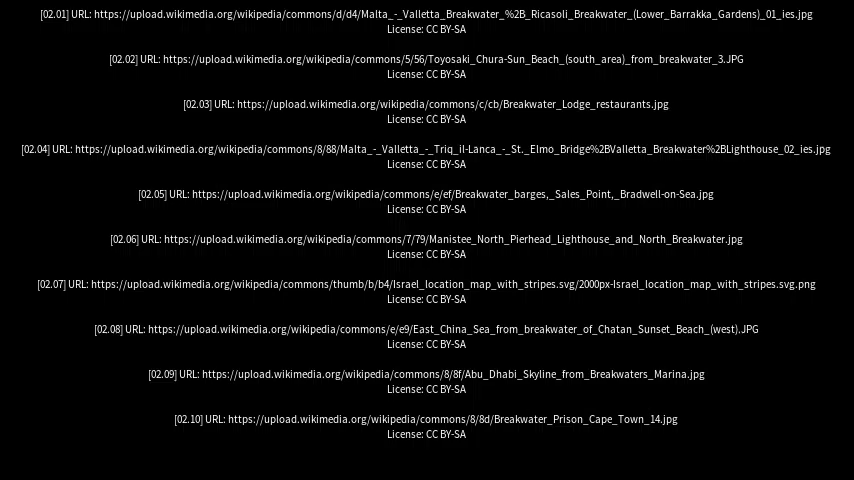 [02.01] URL: https://upload.wikimedia.org/wikipedia/commons/d/d4/Malta_-_Valletta_Breakwater_%2B_Ricasoli_Breakwater_(Lower_Barrakka_Gardens)_01_ies.jpg
License: CC BY-SA
[02.02] URL: https://upload.wikimedia.org/wikipedia/commons/5/56/Toyosaki_Chura-Sun_Beach_(south_area)_from_breakwater_3.JPG
License: CC BY-SA
[02.03] URL: https://upload.wikimedia.org/wikipedia/commons/c/cb/Breakwater_Lodge_restaurants.jpg
License: CC BY-SA
[02.04] URL: https://upload.wikimedia.org/wikipedia/commons/8/88/Malta_-_Valletta_-_Triq_il-Lanca_-_St._Elmo_Bridge%2BValletta_Breakwater%2BLighthouse_02_ies.jpg
License: CC BY-SA
[02.05] URL: https://upload.wikimedia.org/wikipedia/commons/e/ef/Breakwater_barges,_Sales_Point,_Bradwell-on-Sea.jpg
License: CC BY-SA
[02.06] URL: https://upload.wikimedia.org/wikipedia/commons/7/79/Manistee_North_Pierhead_Lighthouse_and_North_Breakwater.jpg
License: CC BY-SA
[02.07] URL: https://upload.wikimedia.org/wikipedia/commons/thumb/b/b4/Israel_location_map_with_stripes.svg/2000px-Israel_location_map_with_stripes.svg.png
License: CC BY-SA
[02.08] URL: https://upload.wikimedia.org/wikipedia/commons/e/e9/East_China_Sea_from_breakwater_of_Chatan_Sunset_Beach_(west).JPG
License: CC BY-SA
[02.09] URL: https://upload.wikimedia.org/wikipedia/commons/8/8f/Abu_Dhabi_Skyline_from_Breakwaters_Marina.jpg
License: CC BY-SA
[02.10] URL: https://upload.wikimedia.org/wikipedia/commons/8/8d/Breakwater_Prison_Cape_Town_14.jpg
License: CC BY-SA